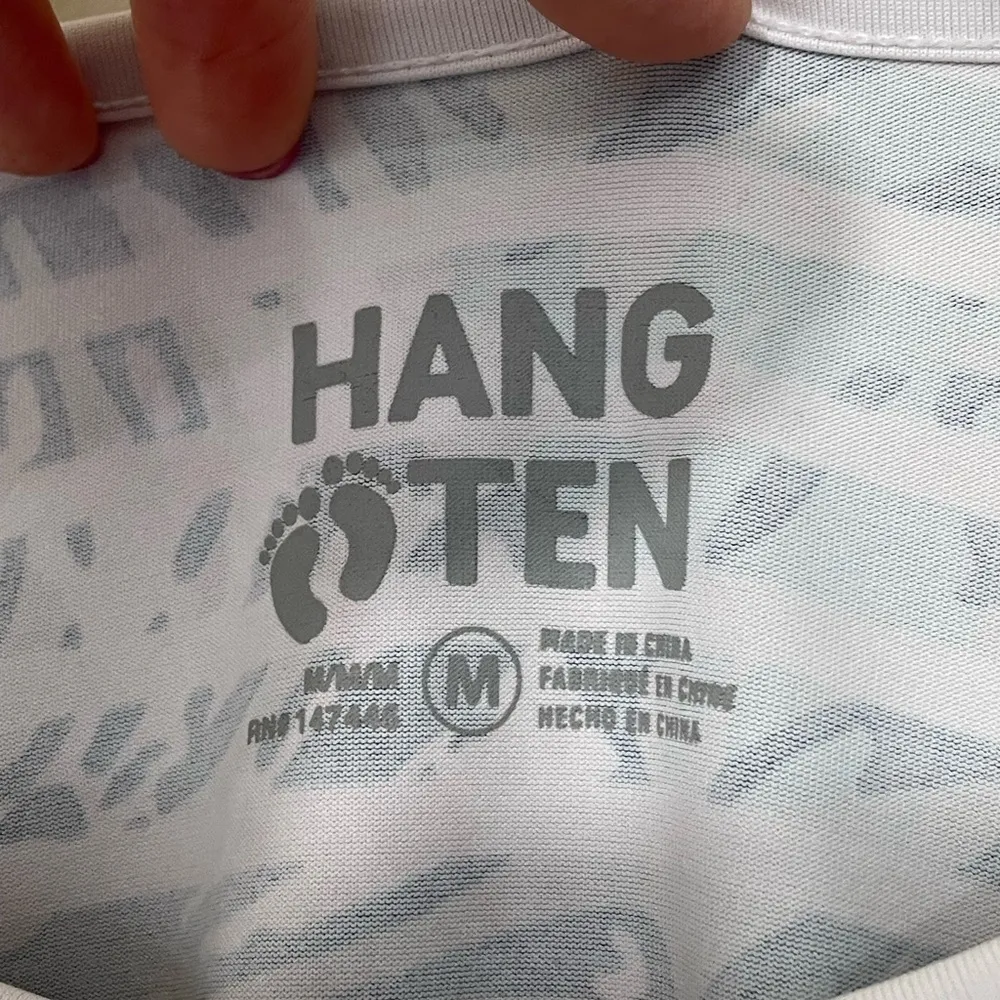 HANG
TEN
M/M/M
RN# 147446
M
MADE IN CHINA
FABRIQUÉ EN CHINE
HECHO EN CHINA